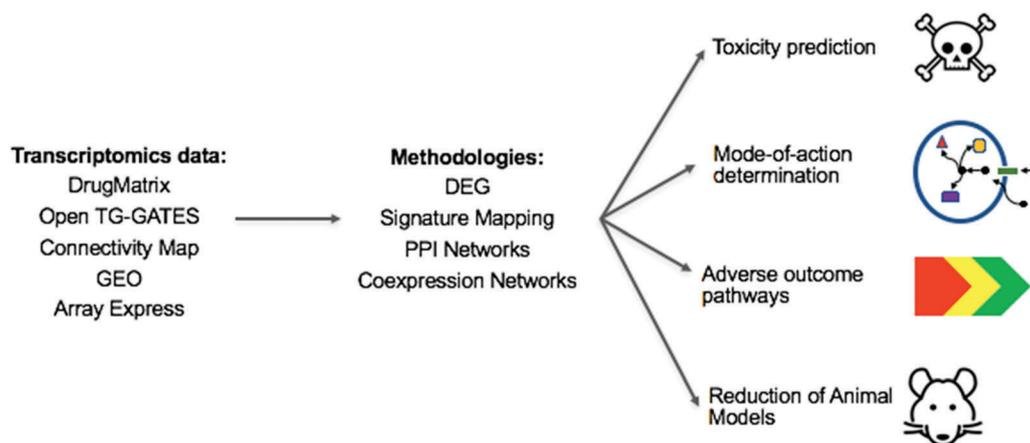 Transcriptomics data:
DrugMatrix
Open TG-GATES
Connectivity Map
GEO
Array Express
Methodologies:
DEG
Signature Mapping
PPI Networks
Coexpression Networks
Toxicity prediction
Mode-of-action
determination
Adverse outcome
pathways
Reduction of Animal
Models